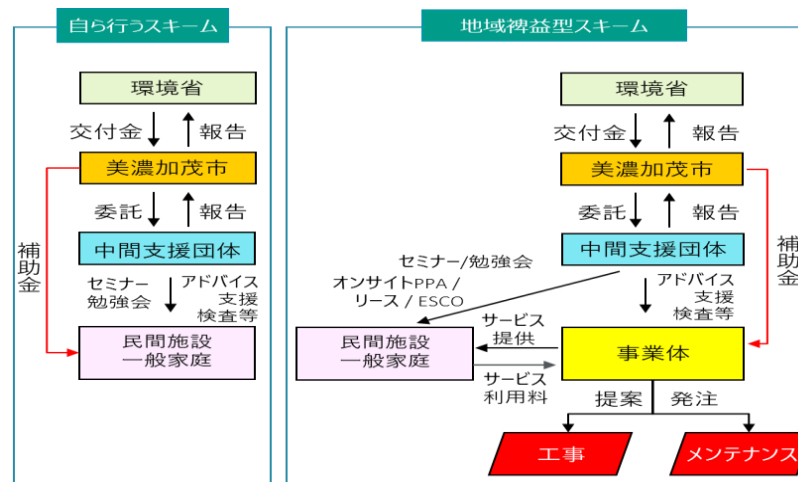 自ら行うスキーム
環境省
交付金
報告
美濃加茂市
委託
報告
補助金
中間支援団体
セミナー
勉強会
アドバイス
支援
検査等
民間施設
一般家庭
地域裨益型スキーム
環境省
交付金
報告
美濃加茂市
委託
報告
補助金
中間支援団体
セミナー/勉強会
オンサイトPPA /
リース / ESCO
アドバイス
支援
検査等
サービス
提供
民間施設
一般家庭
事業体
サービス
利用料
提案
発注
工事
メンテナンス